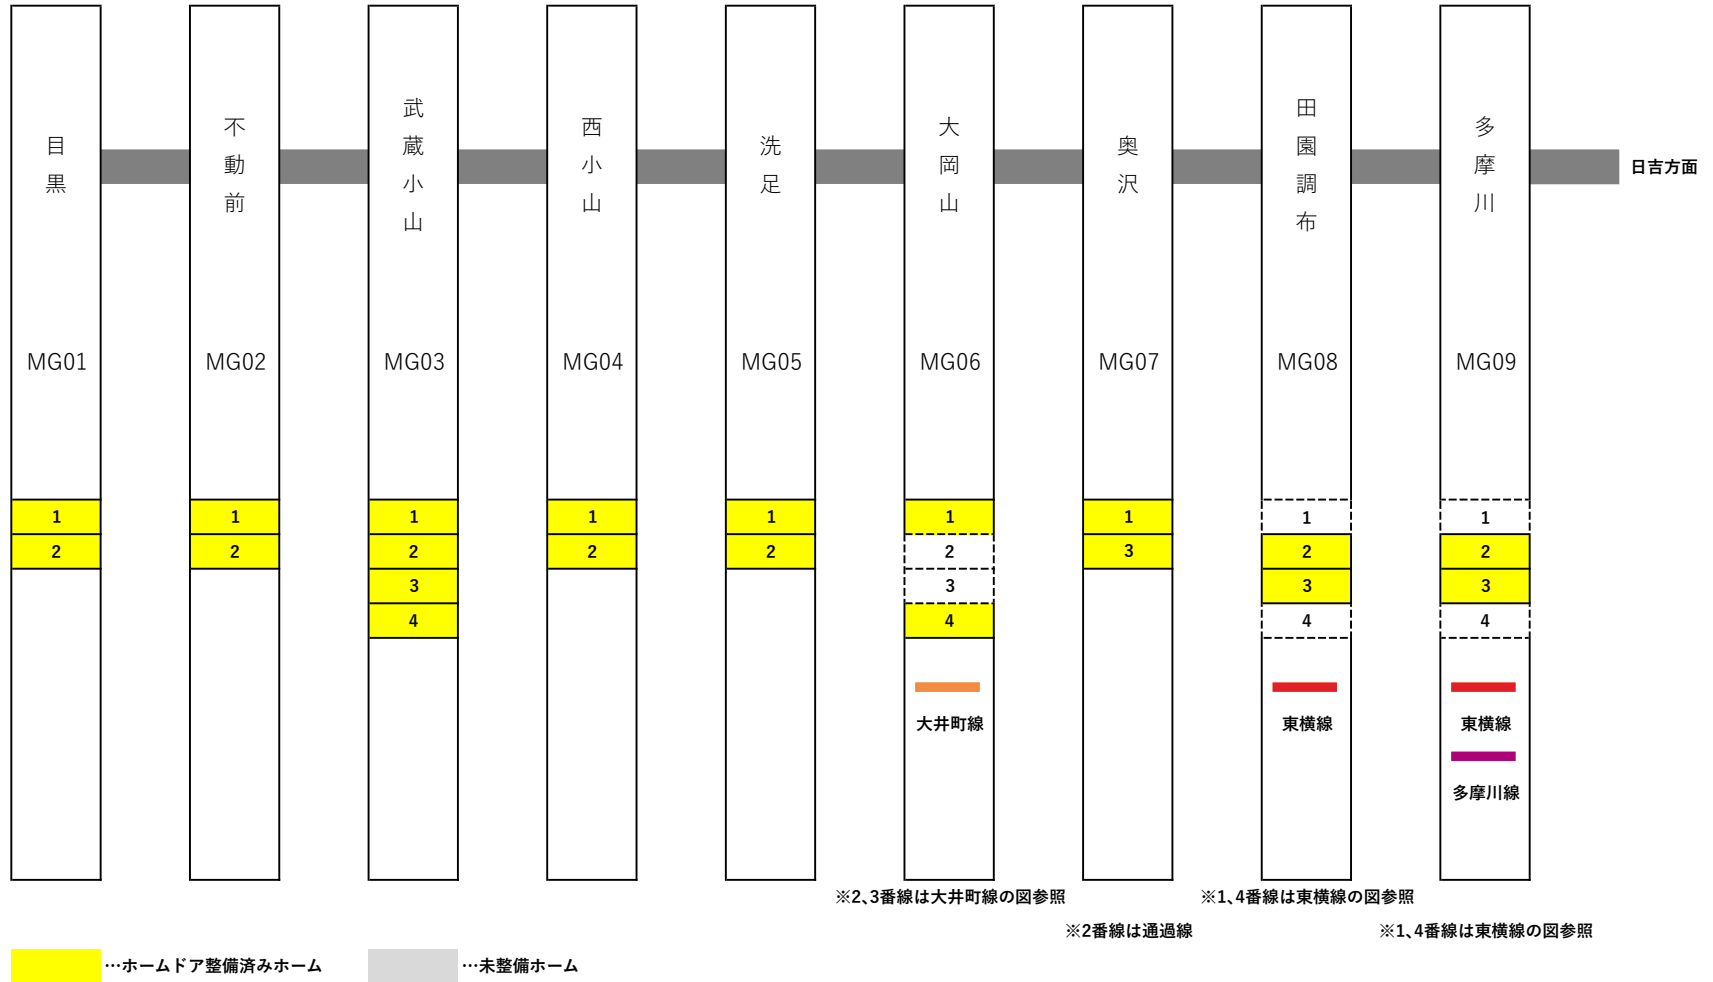 目黒
不動前
武蔵小山
西小山
洗足
大岡山
奥沢
田園調布
多摩川
日吉方面
MG01
MG02
MG03
MG04
MG05
MG06
MG07
MG08
MG09
1 1 1 1 1 1 1 1 1
2 2 2 2 2 2 3 2 2
3 3 3 3
4 4 4 4
大井町線
東横線
東横線
多摩川線
※2、3番線は大井町線の図参照
※1、4番線は東横線の図参照
※2番線は通過線
※1、4番線は東横線の図参照
…ホームドア整備済みホーム
…未整備ホーム